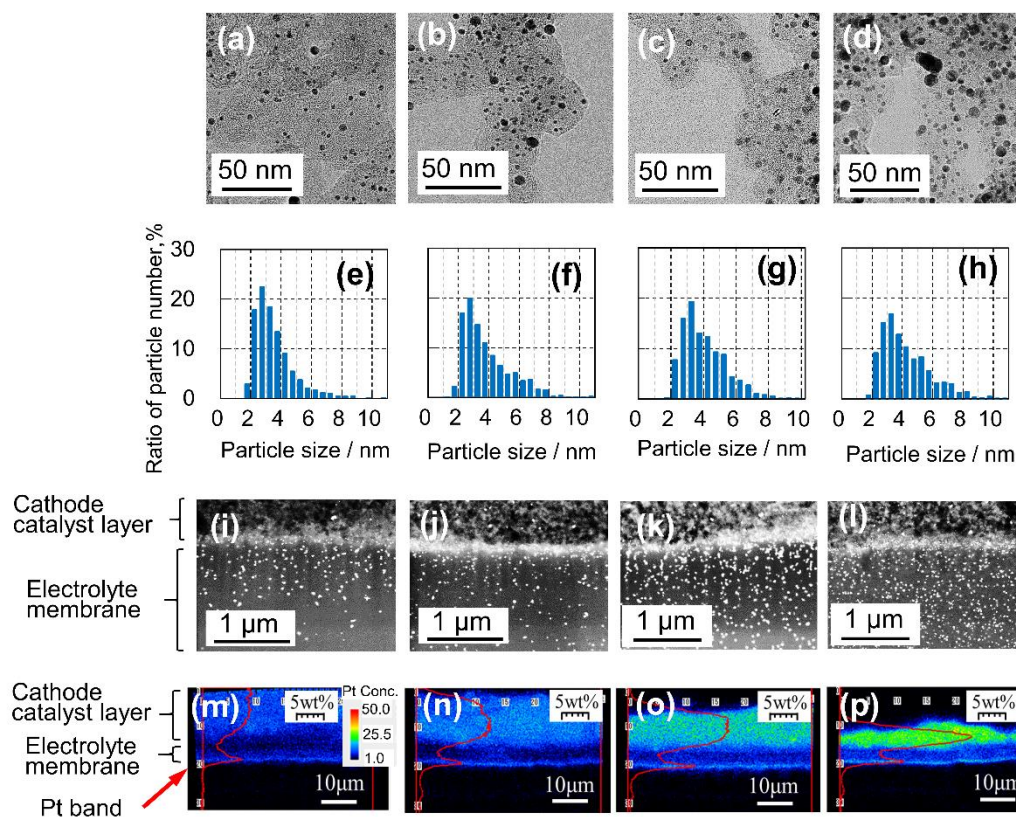 (a) (b) (c) (d)
50 nm 50 nm 50 nm 50 nm
Ratio of particle number,%
30
20
10
0
(e) (f) (g) (h)
0 2 4 6 8 10 0 2 4 6 8 10 0 2 4 6 8 10 0 2 4 6 8 10
Particle size / nm Particle size / nm Particle size / nm Particle size / nm
Cathode
catalyst layer
(i) (j) (k) (l)
Electrolyte
membrane
1 µm 1 µm 1 µm 1 µm
Cathode
catalyst layer
(m) (n) (o) (p)
5wt% 5wt% 5wt% 5wt%
Pt Conc.
50.0
25.5
1.0
Electrolyte
membrane
Pt band
10µm 10µm 10µm 10µm